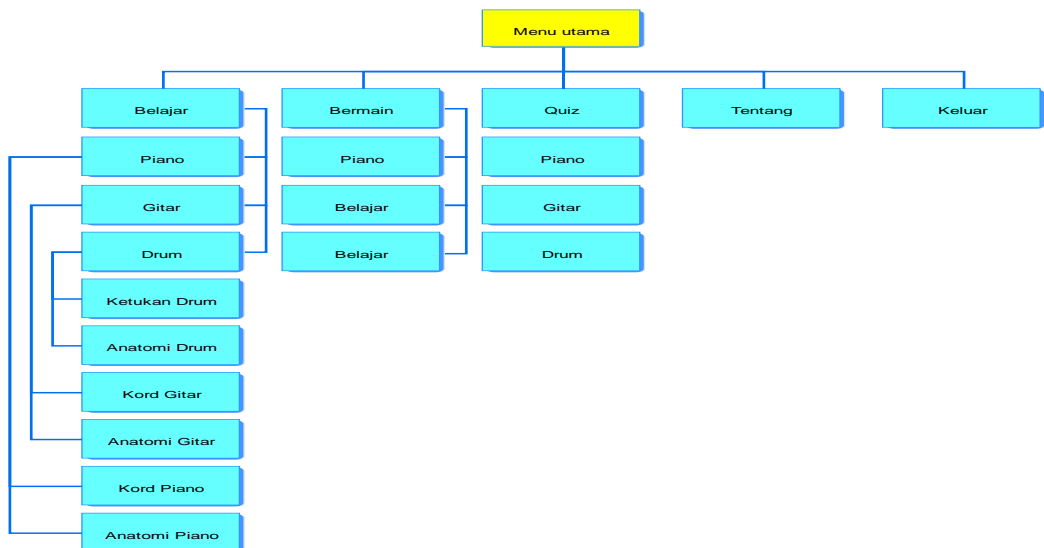 Menu utama
Belajar
Bermain
Quiz
Tentang
Keluar
Piano
Piano
Piano
Gitar
Belajar
Gitar
Drum
Belajar
Drum
Ketukan Drum
Anatomi Drum
Kord Gitar
Anatomi Gitar
Kord Piano
Anatomi Piano